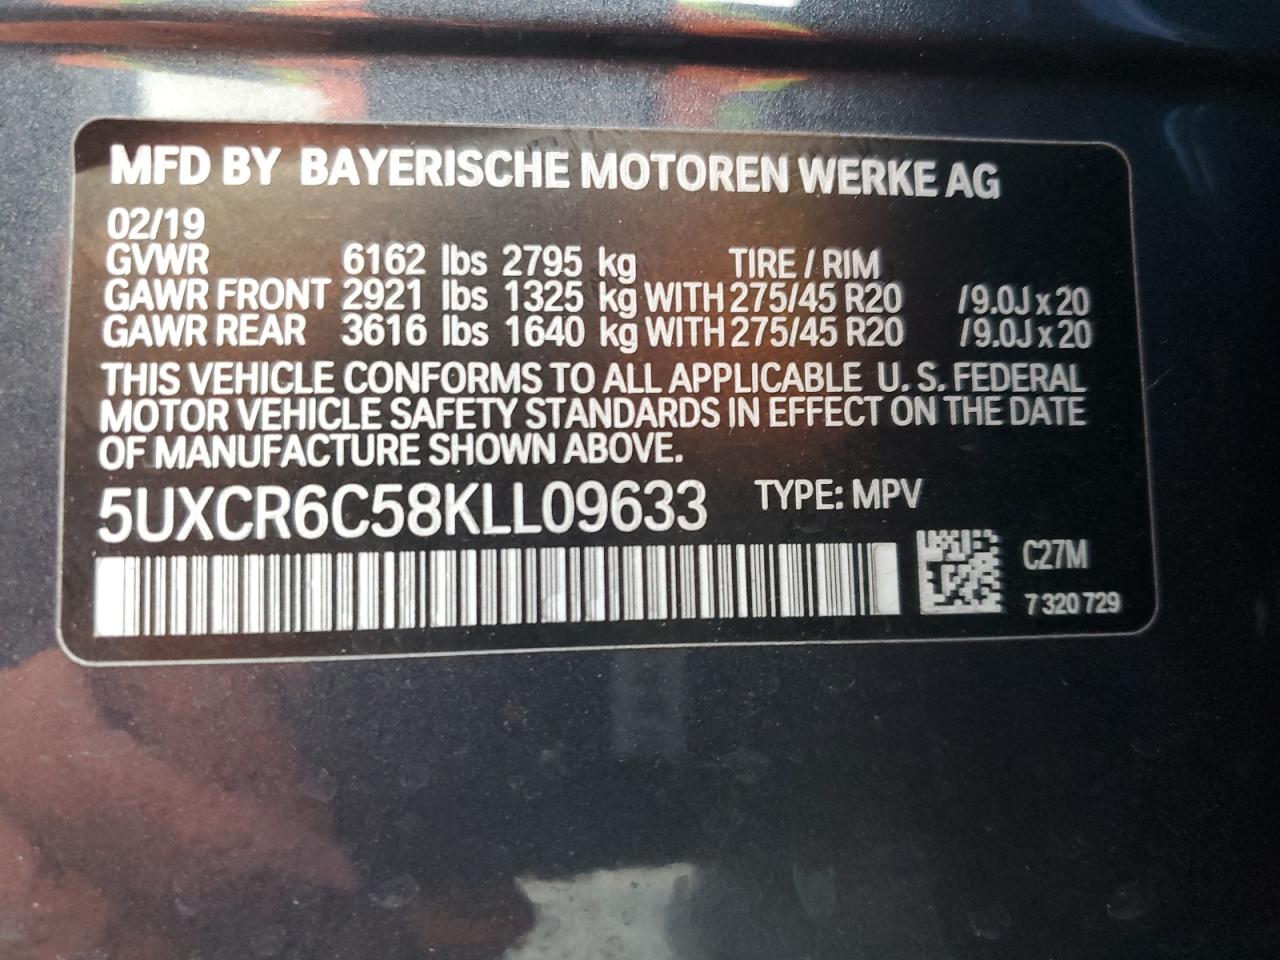 MFD BY BAYERISCHE MOTOREN WERKE AG
02/19
GVWR 6162 lbs 2795 kg TIRE / RIM
GAWR FRONT 2921 lbs 1325 kg WITH 275/45 R20 /9.0J x 20
GAWR REAR 3616 lbs 1640 kg WITH 275/45 R20 /9.0J x 20
THIS VEHICLE CONFORMS TO ALL APPLICABLE U. S. FEDERAL
MOTOR VEHICLE SAFETY STANDARDS IN EFFECT ON THE DATE
OF MANUFACTURE SHOWN ABOVE.
5UXCR6C58KLL09633 TYPE: MPV
C27M
7 320 729